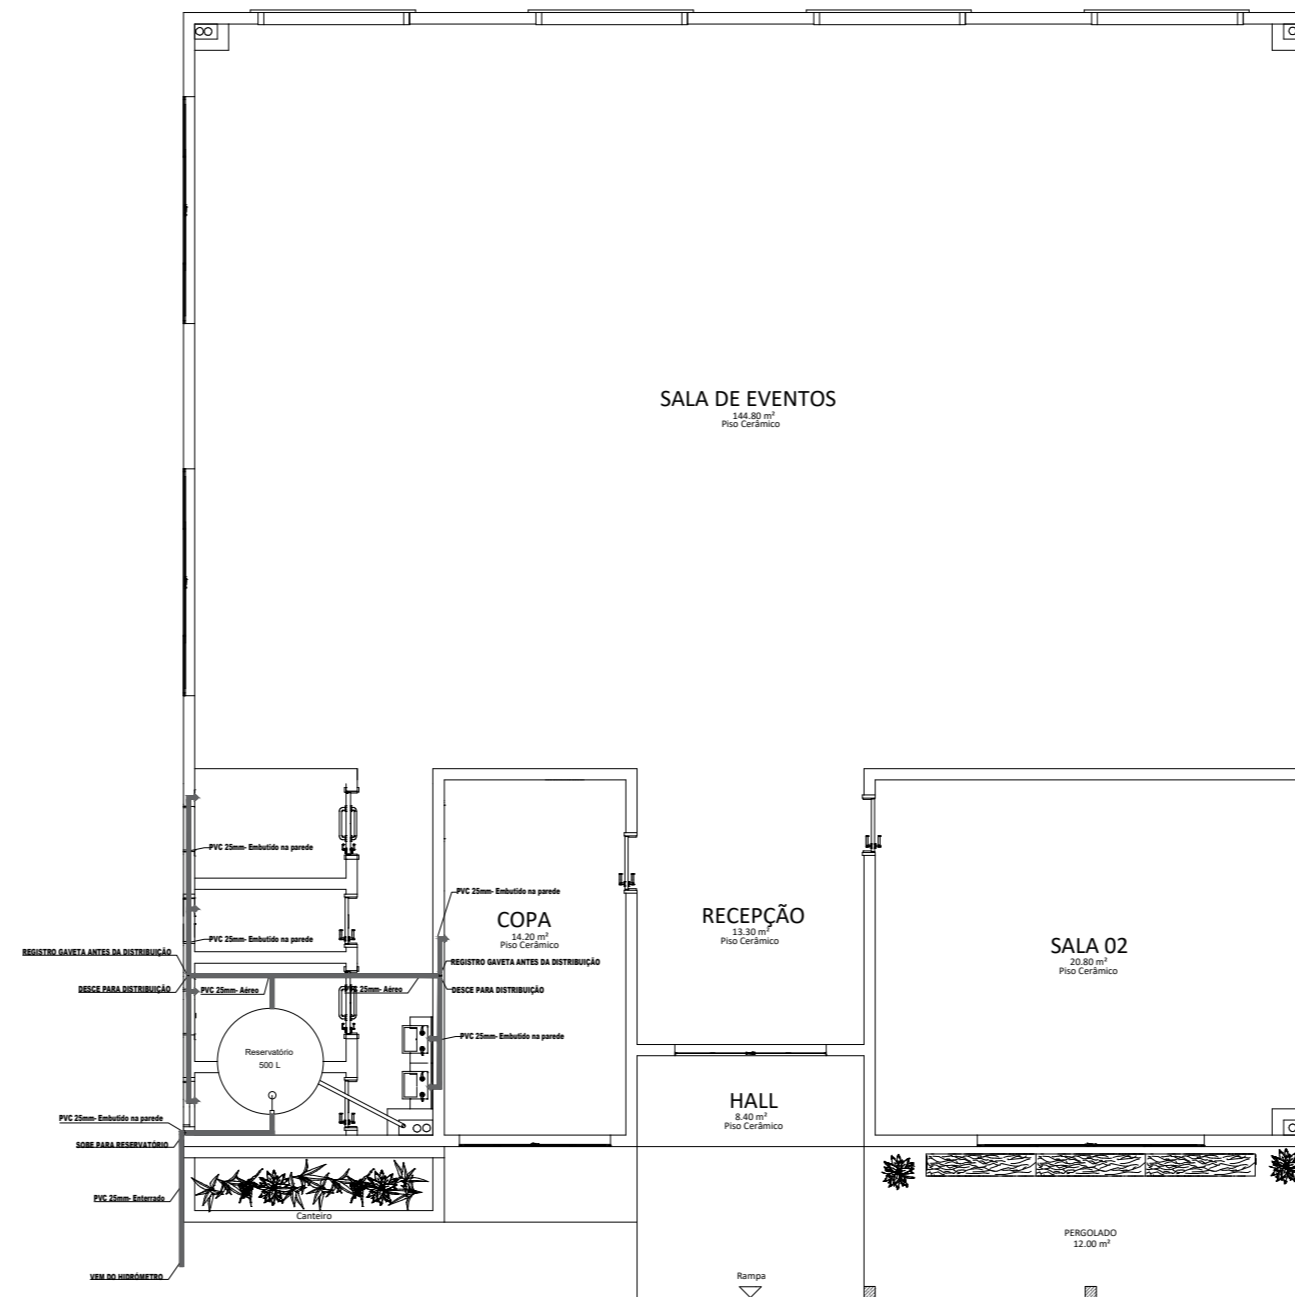 SALA DE EVENTOS
144.80 m²
Piso Cerâmico
PVC 25mm- Embutido na parede
PVC 25mm- Embutido na parede
COPA
14.20 m²
Piso Cerâmico
RECEPÇÃO
13.30 m²
Piso Cerâmico
SALA 02
20.80 m²
Piso Cerâmico
PVC 25mm- Embutido na parede
REGISTRO GAVETA ANTES DA DISTRIBUIÇÃO
REGISTRO GAVETA ANTES DA DISTRIBUIÇÃO
DESCE PARA DISTRIBUIÇÃO
PVC 25mm- Aéreo
25mm- Aéreo
DESCE PARA DISTRIBUIÇÃO
PVC 25mm- Embutido na parede
Reservatório
500 L
HALL
8.40 m²
Piso Cerâmico
PVC 25mm- Embutido na parede
SOBE PARA RESERVATÓRIO
PVC 25mm- Enterrado
Canteiro
PERGOLADO
12.00 m²
VEM DO HIDRÔMETRO
Rampa